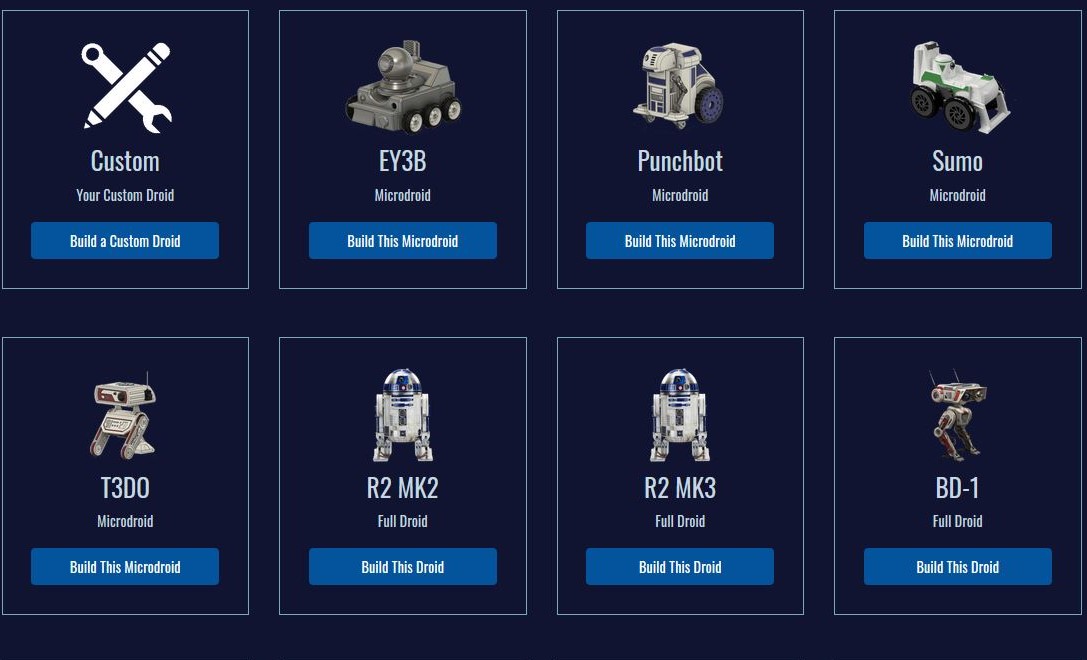 Custom
Your Custom Droid
Build a Custom Droid
EY3B
Microdroid
Build This Microdroid
Punchbot
Microdroid
Build This Microdroid
Sumo
Microdroid
Build This Microdroid
T3D0
Microdroid
Build This Microdroid
R2 MK2
Full Droid
Build This Droid
R2 MK3
Full Droid
Build This Droid
BD-1
Full Droid
Build This Droid